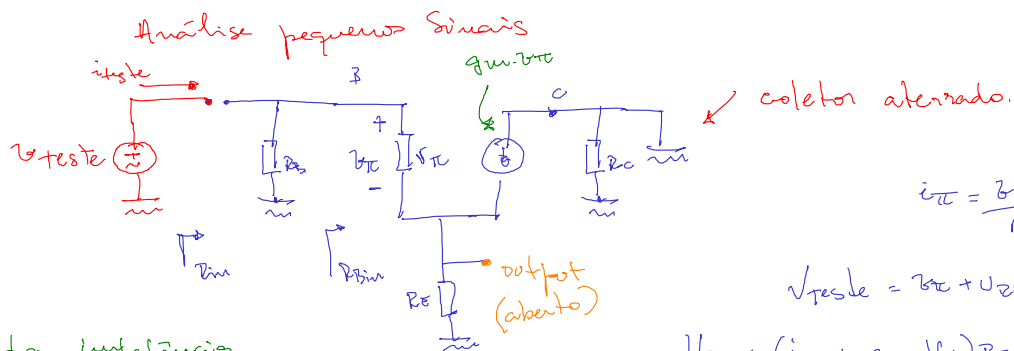 Análise pequenos Sinais
iteste
B
gm.vπ
C
coletor aterrado.
+
vteste
RB
vπ
rπ
RC
-
iπ =
Rin
RBin
output
(aberto)
RE
Vteste = vπ +